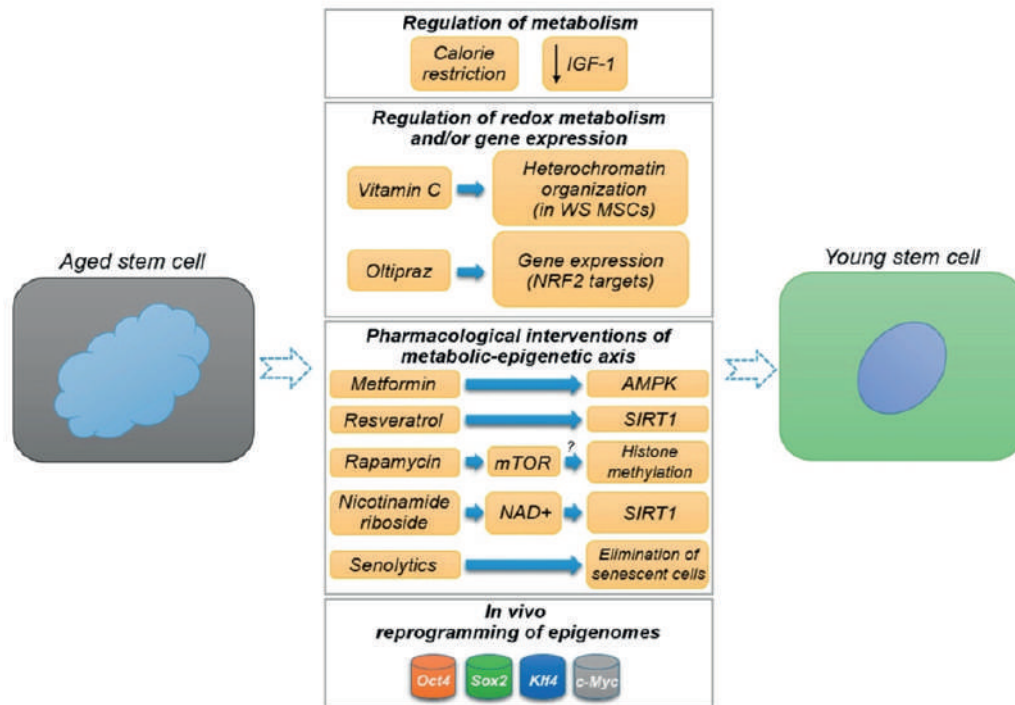 Regulation of metabolism
Calorie
restriction
IGF-1
Regulation of redox metabolism
and/or gene expression
Vitamin C
Heterochromatin
organization
(in WS MSCs)
Oltipraz
Gene expression
(NRF2 targets)
Aged stem cell
Young stem cell
Pharmacological interventions of
metabolic-epigenetic axis
Metformin
AMPK
Resveratrol
SIRT1
Rapamycin
mTOR
?
Histone
methylation
Nicotinamide
riboside
NAD+
SIRT1
Senolytics
Elimination of
senescent cells
In vivo
reprogramming of epigenomes
Oct4
Sox2
Klf4
c-Myc